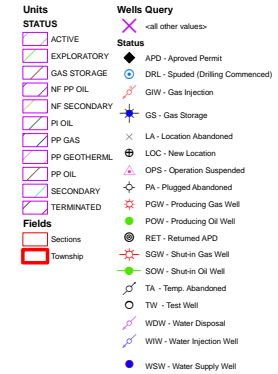 Units
STATUS
ACTIVE
EXPLORATORY
GAS STORAGE
NF PP OIL
NF SECONDARY
PI OIL
PP GAS
PP GEOTHERML
PP OIL
SECONDARY
TERMINATED
Fields
Sections
Township
Wells Query
<all other values>
Status
APD - Aproved Permit
DRL - Spuded (Drilling Commenced)
GIW - Gas Injection
GS - Gas Storage
LA - Location Abandoned
LOC - New Location
OPS - Operation Suspended
PA - Plugged Abandoned
PGW - Producing Gas Well
POW - Producing Oil Well
RET - Returned APD
SGW - Shut-in Gas Well
SOW - Shut-in Oil Well
TA - Temp. Abandoned
TW - Test Well
WDW - Water Disposal
WIW - Water Injection Well
WSW - Water Supply Well